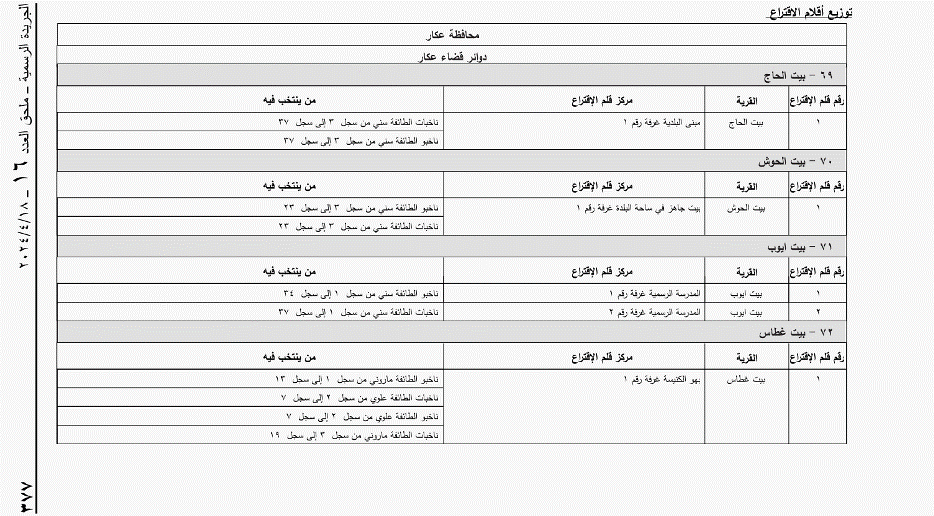 توزيع أقلام الاقتراع
محافظة عكار
دوائر قضاء عكار
٦٩ - بيت الحاج
رقم قلم الإقتراع القرية مركز قلم الإقتراع من ينتخب فيه
١ بيت الحاج مبنى البلدية غرفة رقم ١ ناخبات الطائفة سني من سجل ٣ إلى سجل ٣٧
ناخبو الطائفة سني من سجل ٣ إلى سجل ٣٧
٧٠ - بيت الحوش
رقم قلم الإقتراع القرية مركز قلم الإقتراع من ينتخب فيه
١ بيت الحوش بيت جاهز في ساحة البلدة غرفة رقم ١ ناخبو الطائفة سني من سجل ٣ إلى سجل ٢٣
ناخبات الطائفة سني من سجل ٣ إلى سجل ٢٣
٧١ - بيت ايوب
رقم قلم الإقتراع القرية مركز قلم الإقتراع من ينتخب فيه
١ بيت ايوب المدرسة الرسمية غرفة رقم ١ ناخبو الطائفة سني من سجل ١ إلى سجل ٣٤
٢ بيت ايوب المدرسة الرسمية غرفة رقم ٢ ناخبات الطائفة سني من سجل ١ إلى سجل ٣٧
٧٢ - بيت غطاس
رقم قلم الإقتراع القرية مركز قلم الإقتراع من ينتخب فيه
١ بيت غطاس بهو الكنيسة غرفة رقم ١ ناخبو الطائفة ماروني من سجل ١ إلى سجل ١٣
ناخبات الطائفة علوي من سجل ٢ إلى سجل ٧
ناخبو الطائفة علوي من سجل ٢ إلى سجل ٧
ناخبات الطائفة ماروني من سجل ٣ إلى سجل ١٩
الجريدة الرسمية – ملحق العدد ١٦ – ٢٠٢٤/٤/١٨
٣٧٧